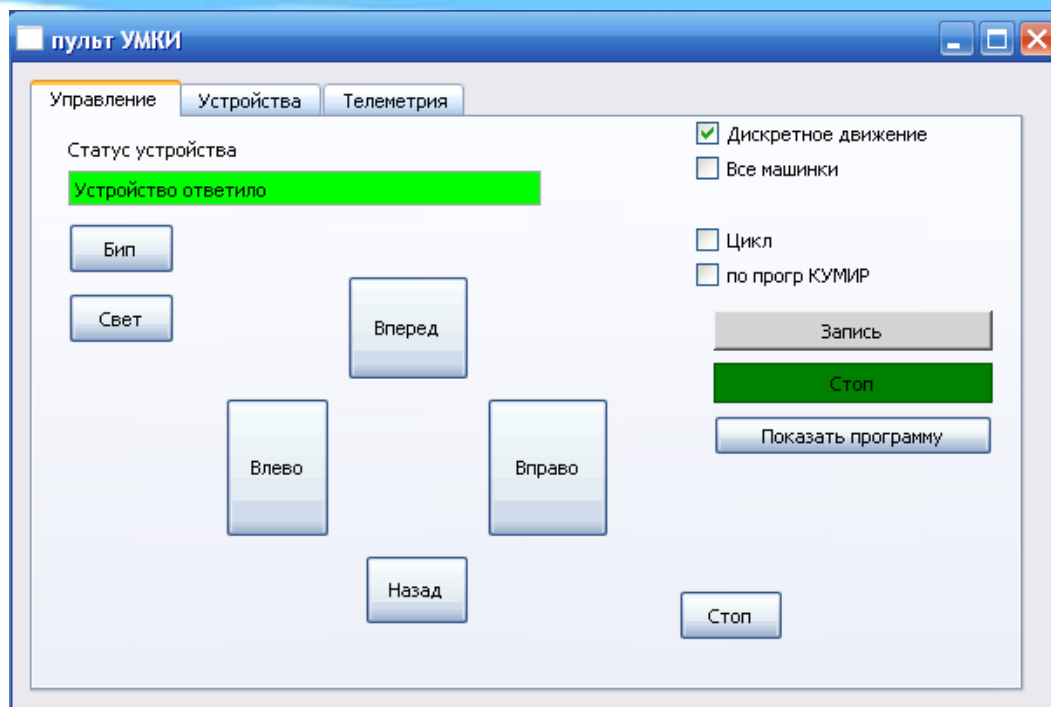 пульт УМКИ
Управление
Устройства
Телеметрия
Статус устройства
Устройство ответило
Дискретное движение
Все машинки
Цикл
по прогр КУМИР
Бип
Свет
Вперед
Запись
Стоп
Показать программу
Влево
Вправо
Назад
Стоп